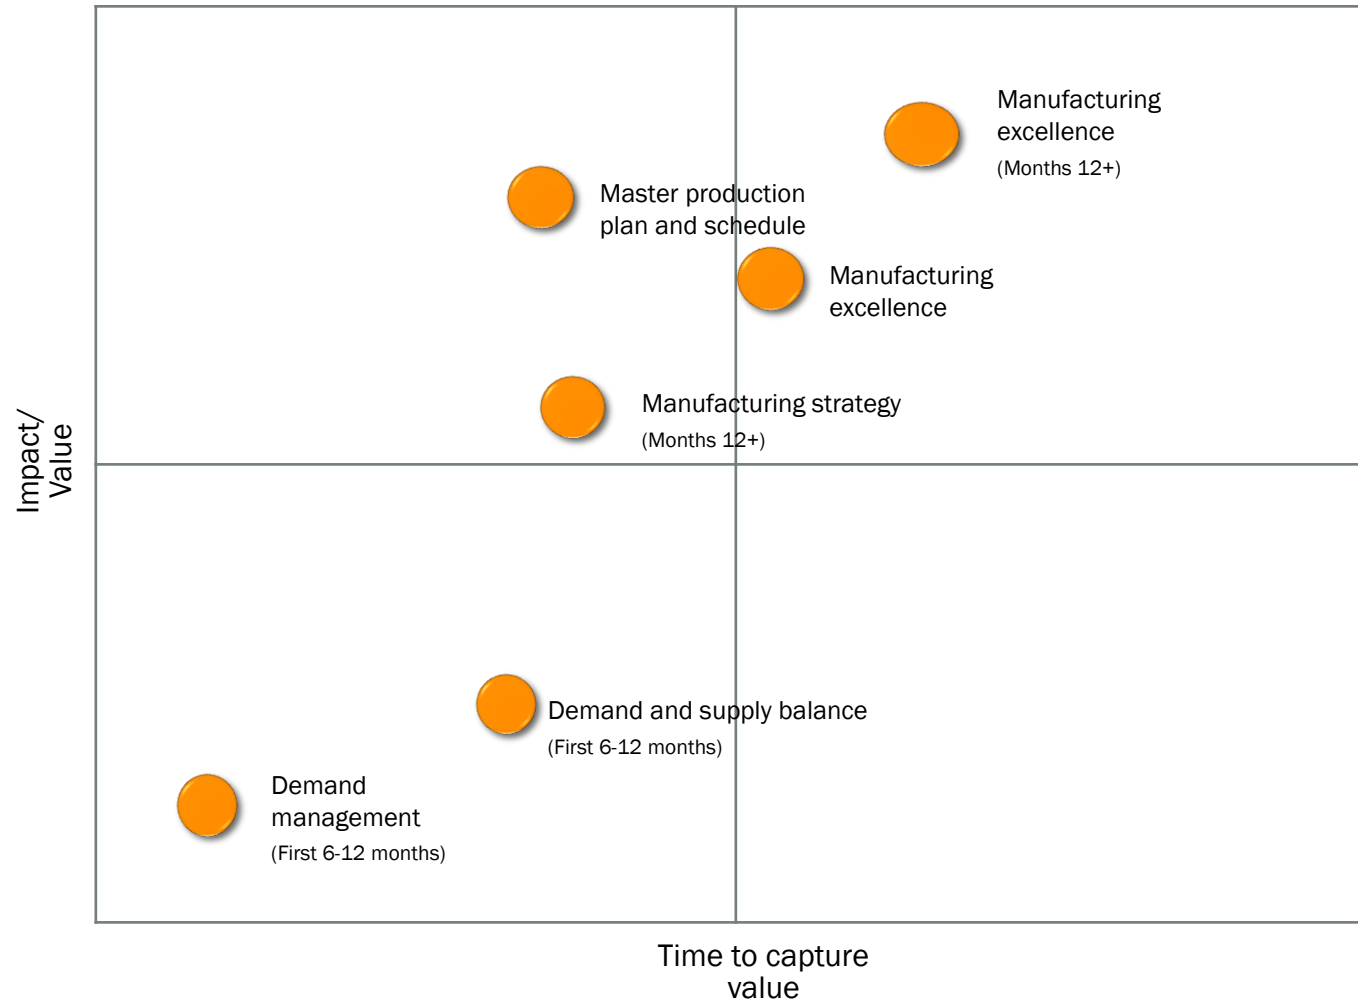 Manufacturing
excellence
(Months 12+)
Master production
plan and schedule
Manufacturing
excellence
Manufacturing strategy
(Months 12+)
Impact/
Value
Demand and supply balance
(First 6-12 months)
Demand
management
(First 6-12 months)
Time to capture
value